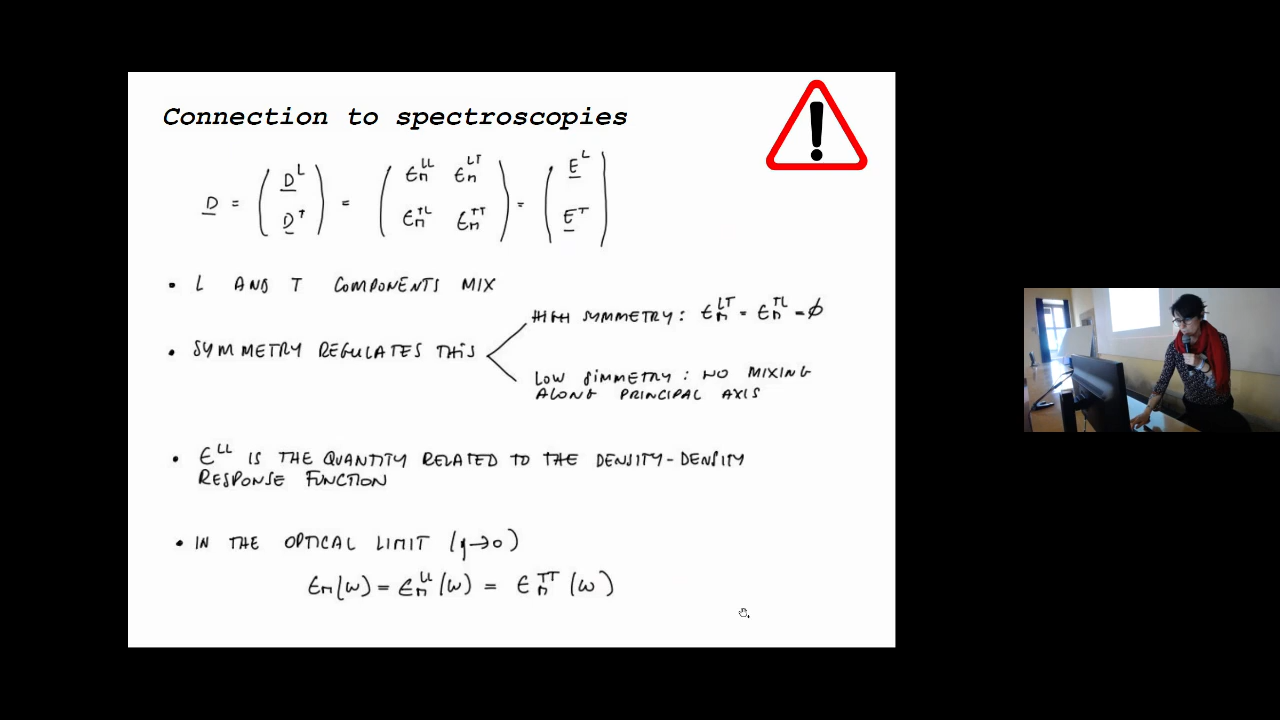 Connection to spectroscopies
D = ( D^L D^T ) = ( ϵ_M^LL ϵ_M^LT ϵ_M^TL ϵ_M^TT ) = ( E^L E^T )
• L AND T COMPONENTS MIX
• SYMMETRY REGULATES THIS
HIGH SYMMETRY : ϵ_M^LT = ϵ_M^TL = ϕ
LOW SIMMETRY : NO MIXING
ALONG PRINCIPAL AXIS
• ϵ^LL IS THE QUANTITY RELATED TO THE DENSITY-DENSITY
RESPONSE FUNCTION
• IN THE OPTICAL LIMIT (q→0)
ϵ_M(ω) = ϵ_M^LL(ω) = ϵ_M^TT(ω)